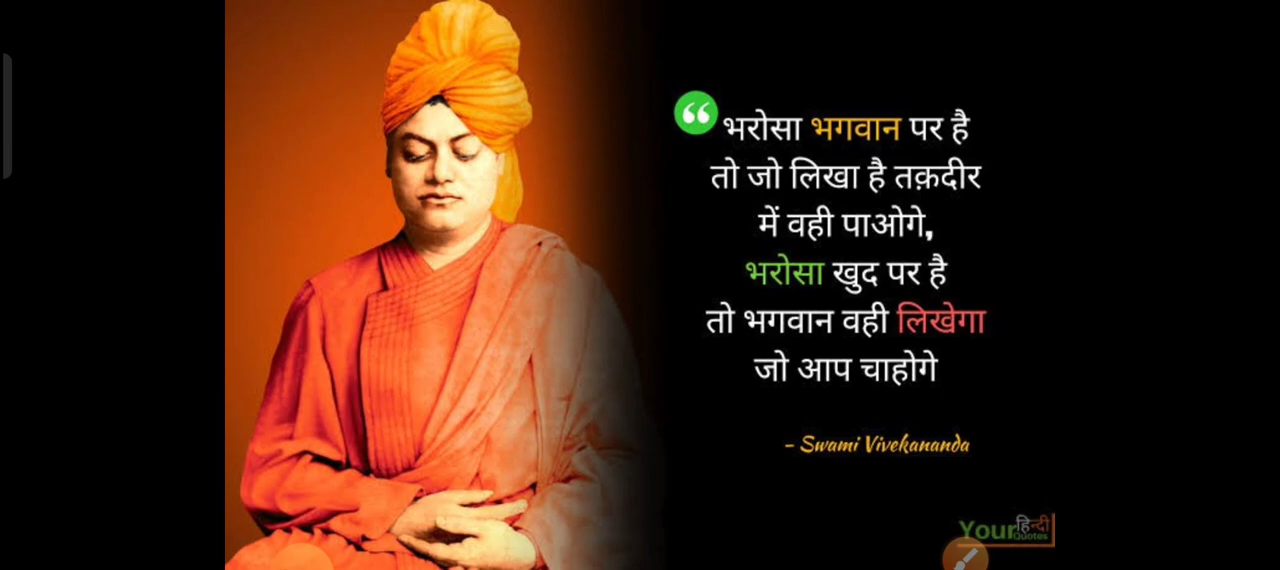 भरोसा भगवान पर है
तो जो लिखा है तक़दीर
में वही पाओगे,
भरोसा खुद पर है
तो भगवान वही लिखेगा
जो आप चाहोगे
– Swami Vivekananda
Your हिन्दी Quotes